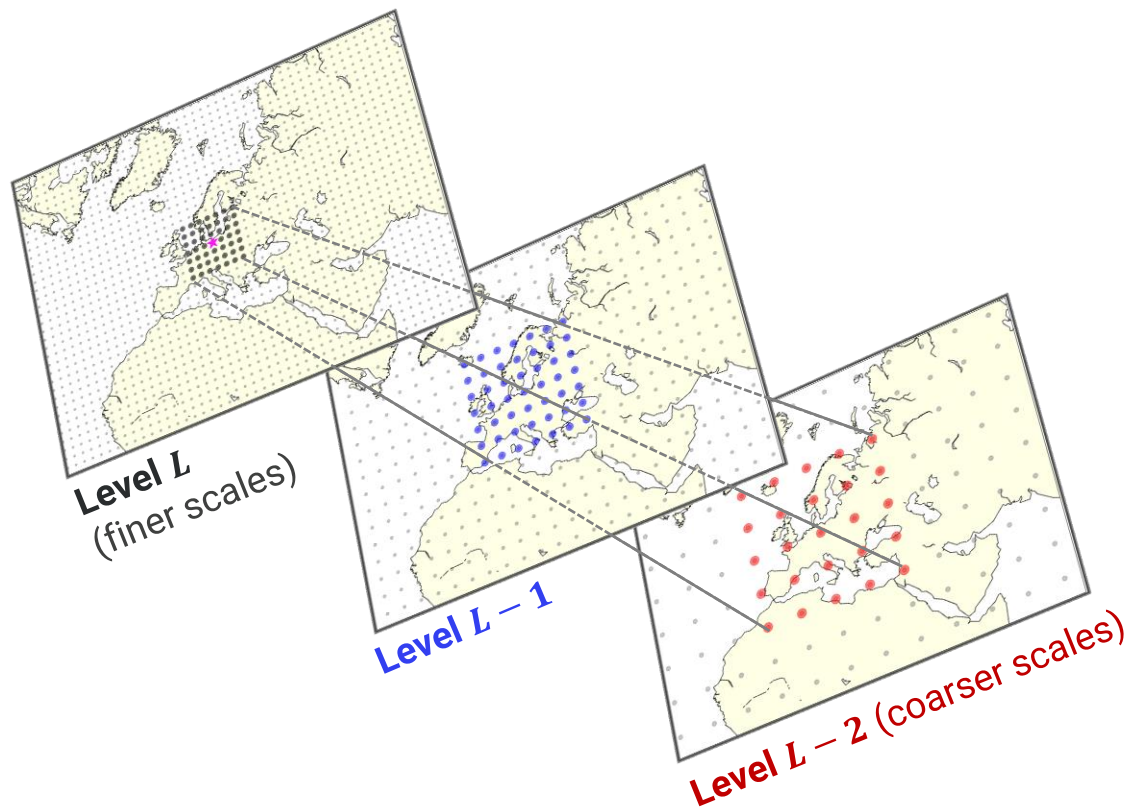 Level L
(finer scales)
Level L − 1
Level L − 2 (coarser scales)